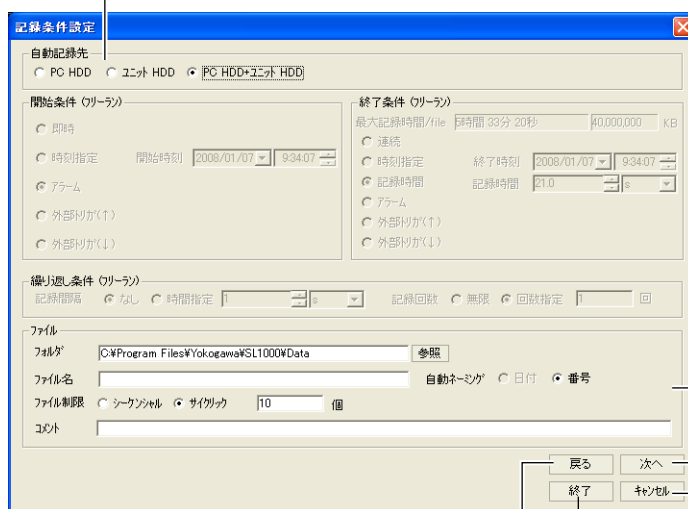 記録条件設定
自動記録先
PC HDD ユニット HDD PC HDD+ユニット HDD
開始条件 (フリーラン)
即時
時刻指定 開始時刻 2008/01/07 9:34:07
アラーム
外部トリガ(↑)
外部トリガ(↓)
終了条件 (フリーラン)
最大記録時間/file 5時間 33分 20秒 40,000,000 KB
連続
時刻指定 終了時刻 2008/01/07 9:34:07
記録時間 記録時間 21.0 s
アラーム
外部トリガ(↑)
外部トリガ(↓)
繰り返し条件 (フリーラン)
記録間隔 なし 時間指定 1 s 記録回数 無限 回数指定 1 回
ファイル
フォルダ C:¥Program Files¥Yokogawa¥SL1000¥Data 参照
ファイル名 自動ネーミング 日付 番号
ファイル制限 シーケンシャル サイクリック 10 個
コメント
戻る 次へ
終了 キャンセル